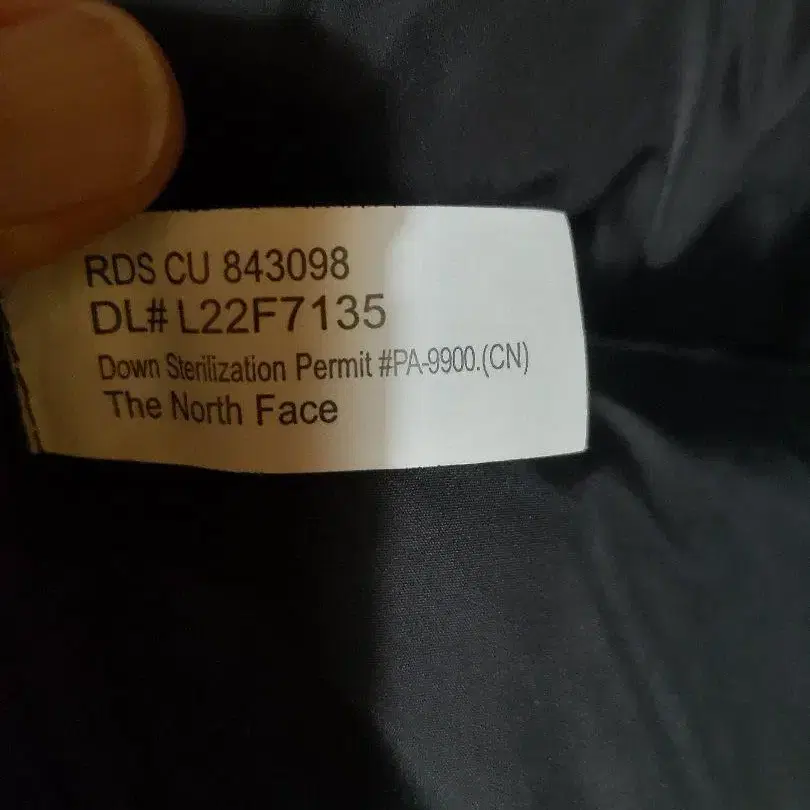 RDS CU 843098
DL# L22F7135
Down Sterilization Permit #PA-9900.(CN)
The North Face